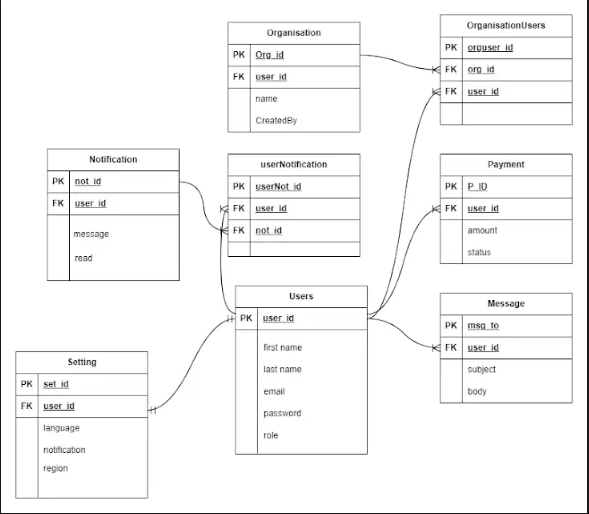 Organisation
PK Org_id
FK user_id
name
CreatedBy
OrganisationUsers
PK orguser_id
FK org_id
FK user_id
Notification
PK not_id
FK user_id
message
read
userNotification
PK userNot_id
FK user_id
FK not_id
Payment
PK P_ID
FK user_id
amount
status
Users
PK user_id
first name
last name
email
password
role
Message
PK msg_to
FK user_id
subject
body
Setting
PK set_id
FK user_id
language
notification
region